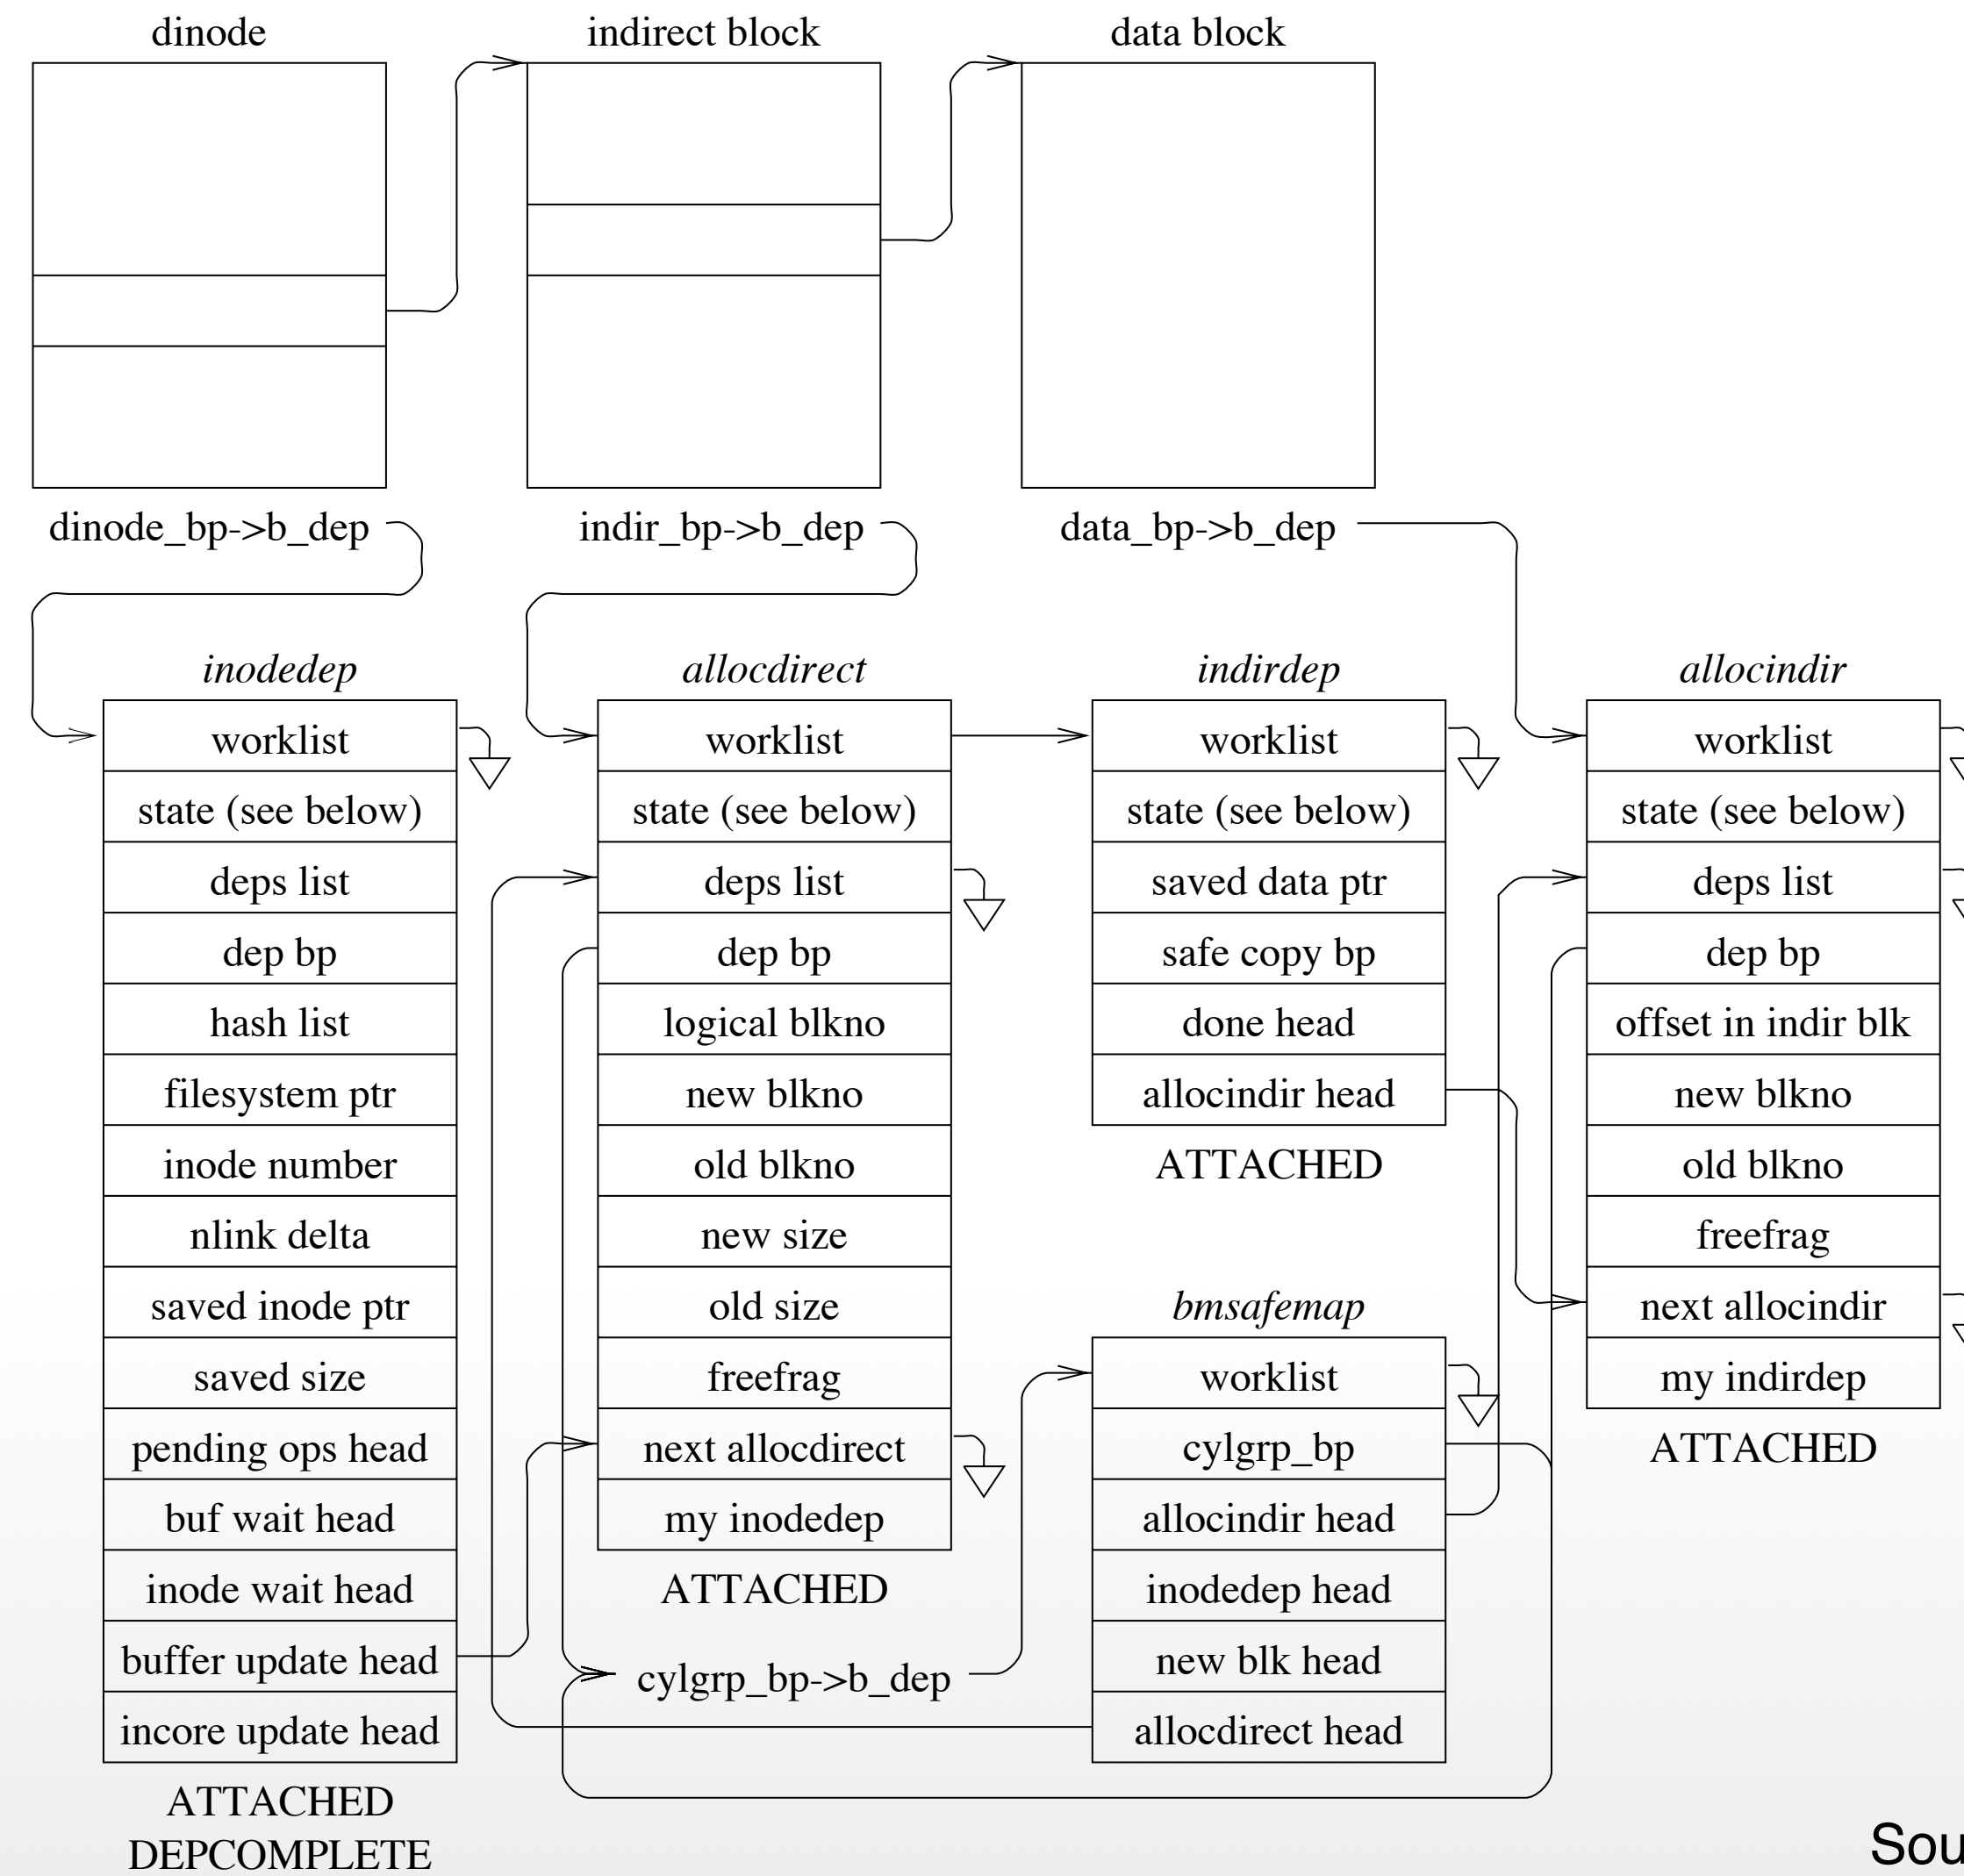 dinode
indirect block
data block
dinode_bp->b_dep
indir_bp->b_dep
data_bp->b_dep
inodedep
worklist
state (see below)
deps list
dep bp
hash list
filesystem ptr
inode number
nlink delta
saved inode ptr
saved size
pending ops head
buf wait head
inode wait head
buffer update head
incore update head
ATTACHED
DEPCOMPLETE
allocdirect
worklist
state (see below)
deps list
dep bp
logical blkno
new blkno
old blkno
new size
old size
freefrag
next allocdirect
my inodedep
ATTACHED
cylgrp_bp->b_dep
indirdep
worklist
state (see below)
saved data ptr
safe copy bp
done head
allocindir head
ATTACHED
bmsafemap
worklist
cylgrp_bp
allocindir head
inodedep head
new blk head
allocdirect head
allocindir
worklist
state (see below)
deps list
dep bp
offset in indir blk
new blkno
old blkno
freefrag
next allocindir
my indirdep
ATTACHED
Sou